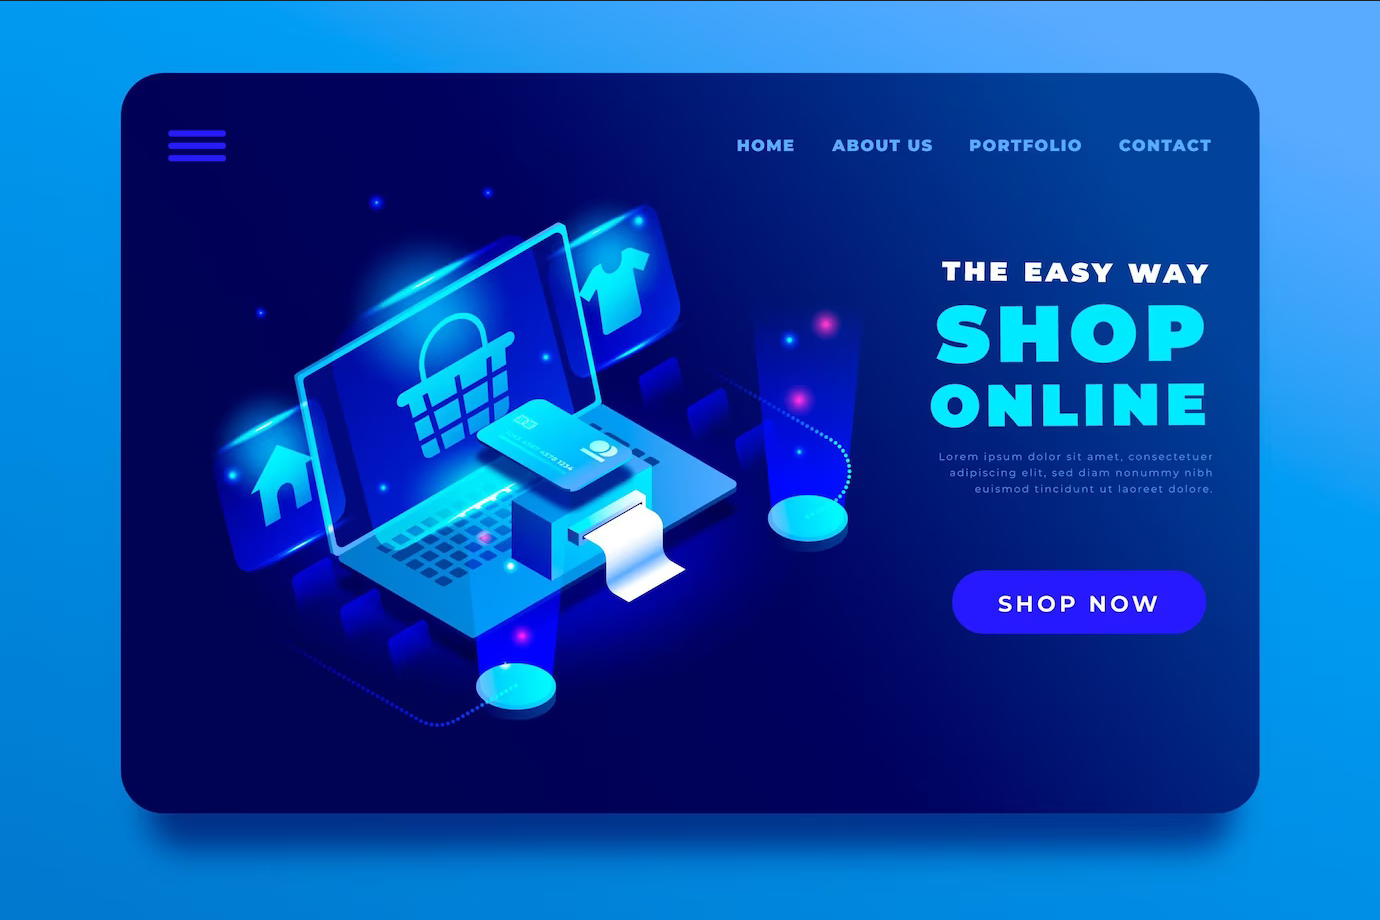 HOME ABOUT US PORTFOLIO CONTACT
THE EASY WAY
SHOP
ONLINE
Lorem ipsum dolor sit amet, consectetuer
adipiscing elit, sed diam nonummy nibh
euismod tincidunt ut laoreet dolore.
SHOP NOW
1234